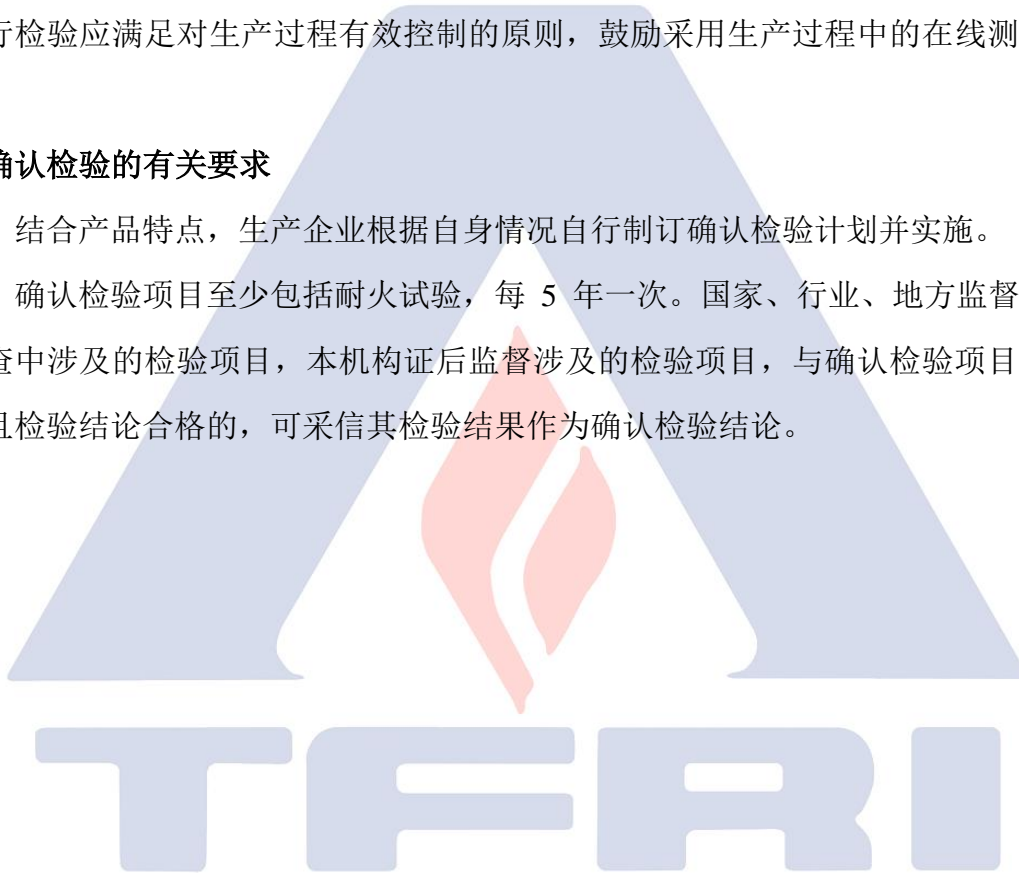 行检验应满足对生产过程有效控制的原则，鼓励采用生产过程中的在线测
确认检验的有关要求
结合产品特点，生产企业根据自身情况自行制订确认检验计划并实施。
确认检验项目至少包括耐火试验，每 5 年一次。国家、行业、地方监督
查中涉及的检验项目，本机构证后监督涉及的检验项目，与确认检验项目
且检验结论合格的，可采信其检验结果作为确认检验结论。
TFRI